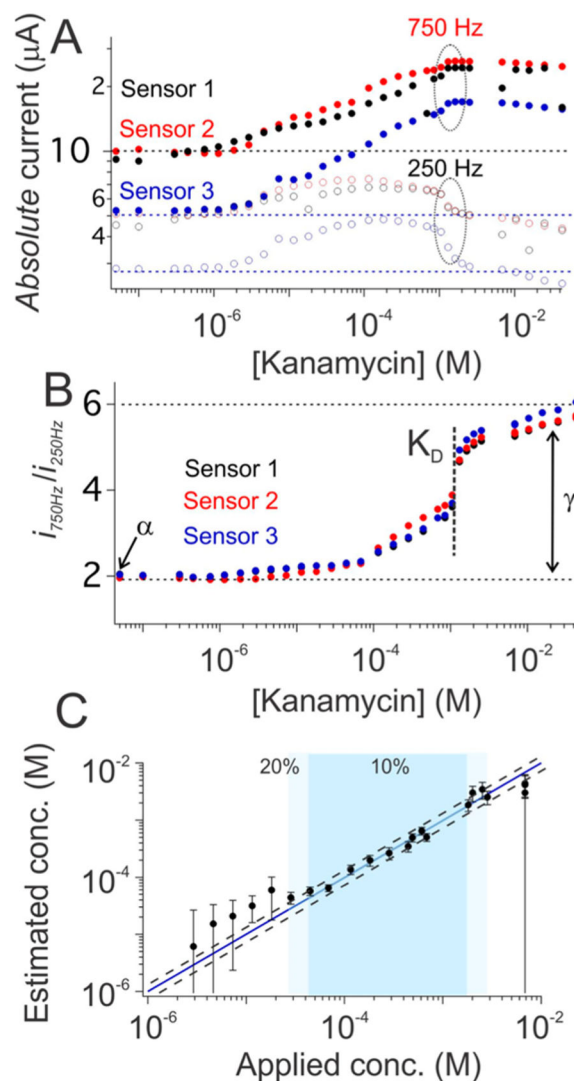 A
750 Hz
2
Sensor 1
Sensor 2
10
250 Hz
6
Sensor 3
4
Absolute current (μA)
10-6
10-4
10-2
[Kanamycin] (M)
B
6
KD
Sensor 1
4
Sensor 2
γ
Sensor 3
α
2
i750Hz/i250Hz
10-6
10-4
10-2
[Kanamycin] (M)
C
20%
10%
10-2
10-4
10-6
Estimated conc. (M)
10-6
10-4
10-2
Applied conc. (M)